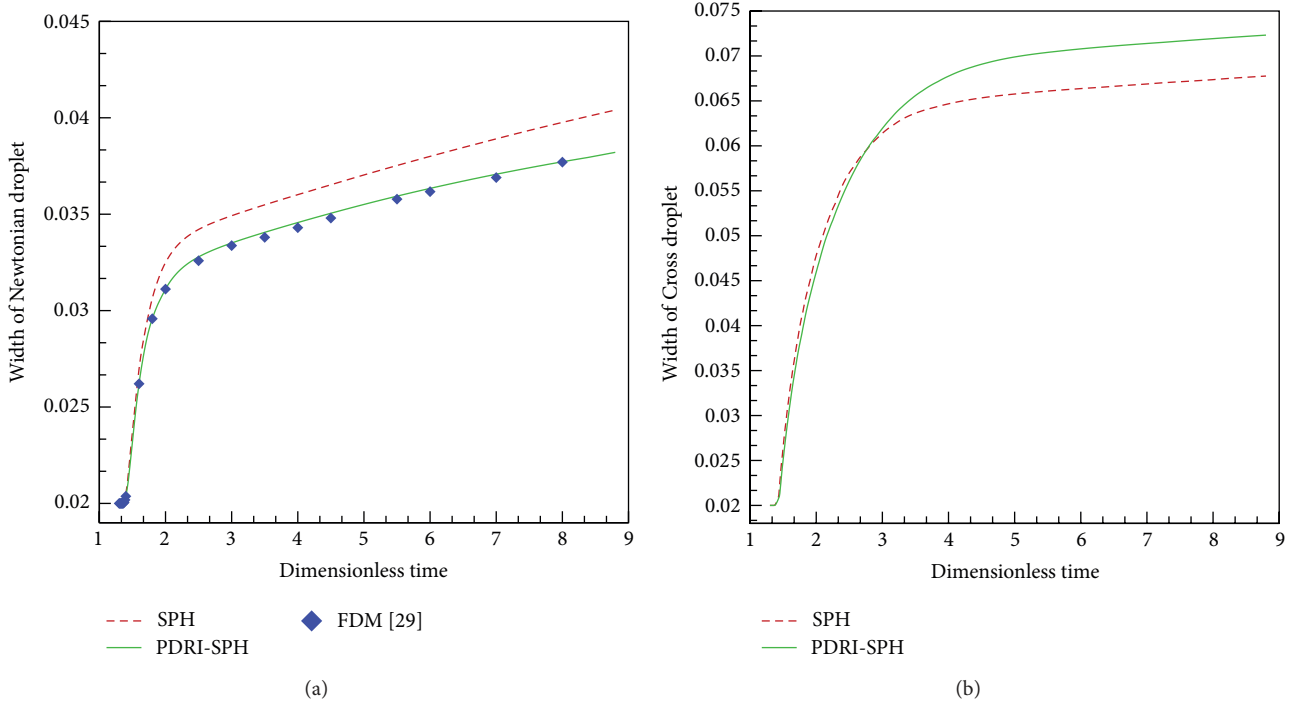 0.045
0.04
0.035
0.03
0.025
0.02
Width of Newtonian droplet
1 2 3 4 5 6 7 8 9
Dimensionless time
SPH
PDRI-SPH
FDM [29]
(a)
0.075
0.07
0.065
0.06
0.055
0.05
0.045
0.04
0.035
0.03
0.025
0.02
Width of Cross droplet
1 2 3 4 5 6 7 8 9
Dimensionless time
SPH
PDRI-SPH
(b)